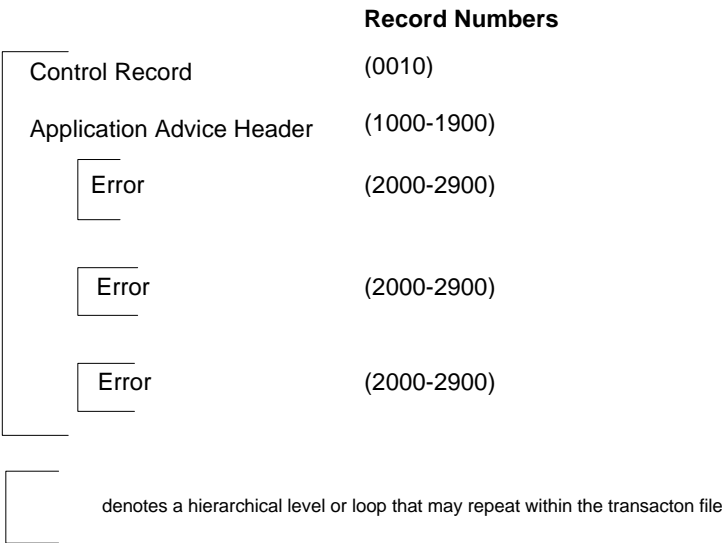 Record Numbers
Control Record (0010)
Application Advice Header (1000-1900)
Error (2000-2900)
Error (2000-2900)
Error (2000-2900)
denotes a hierarchical level or loop that may repeat within the transacton file